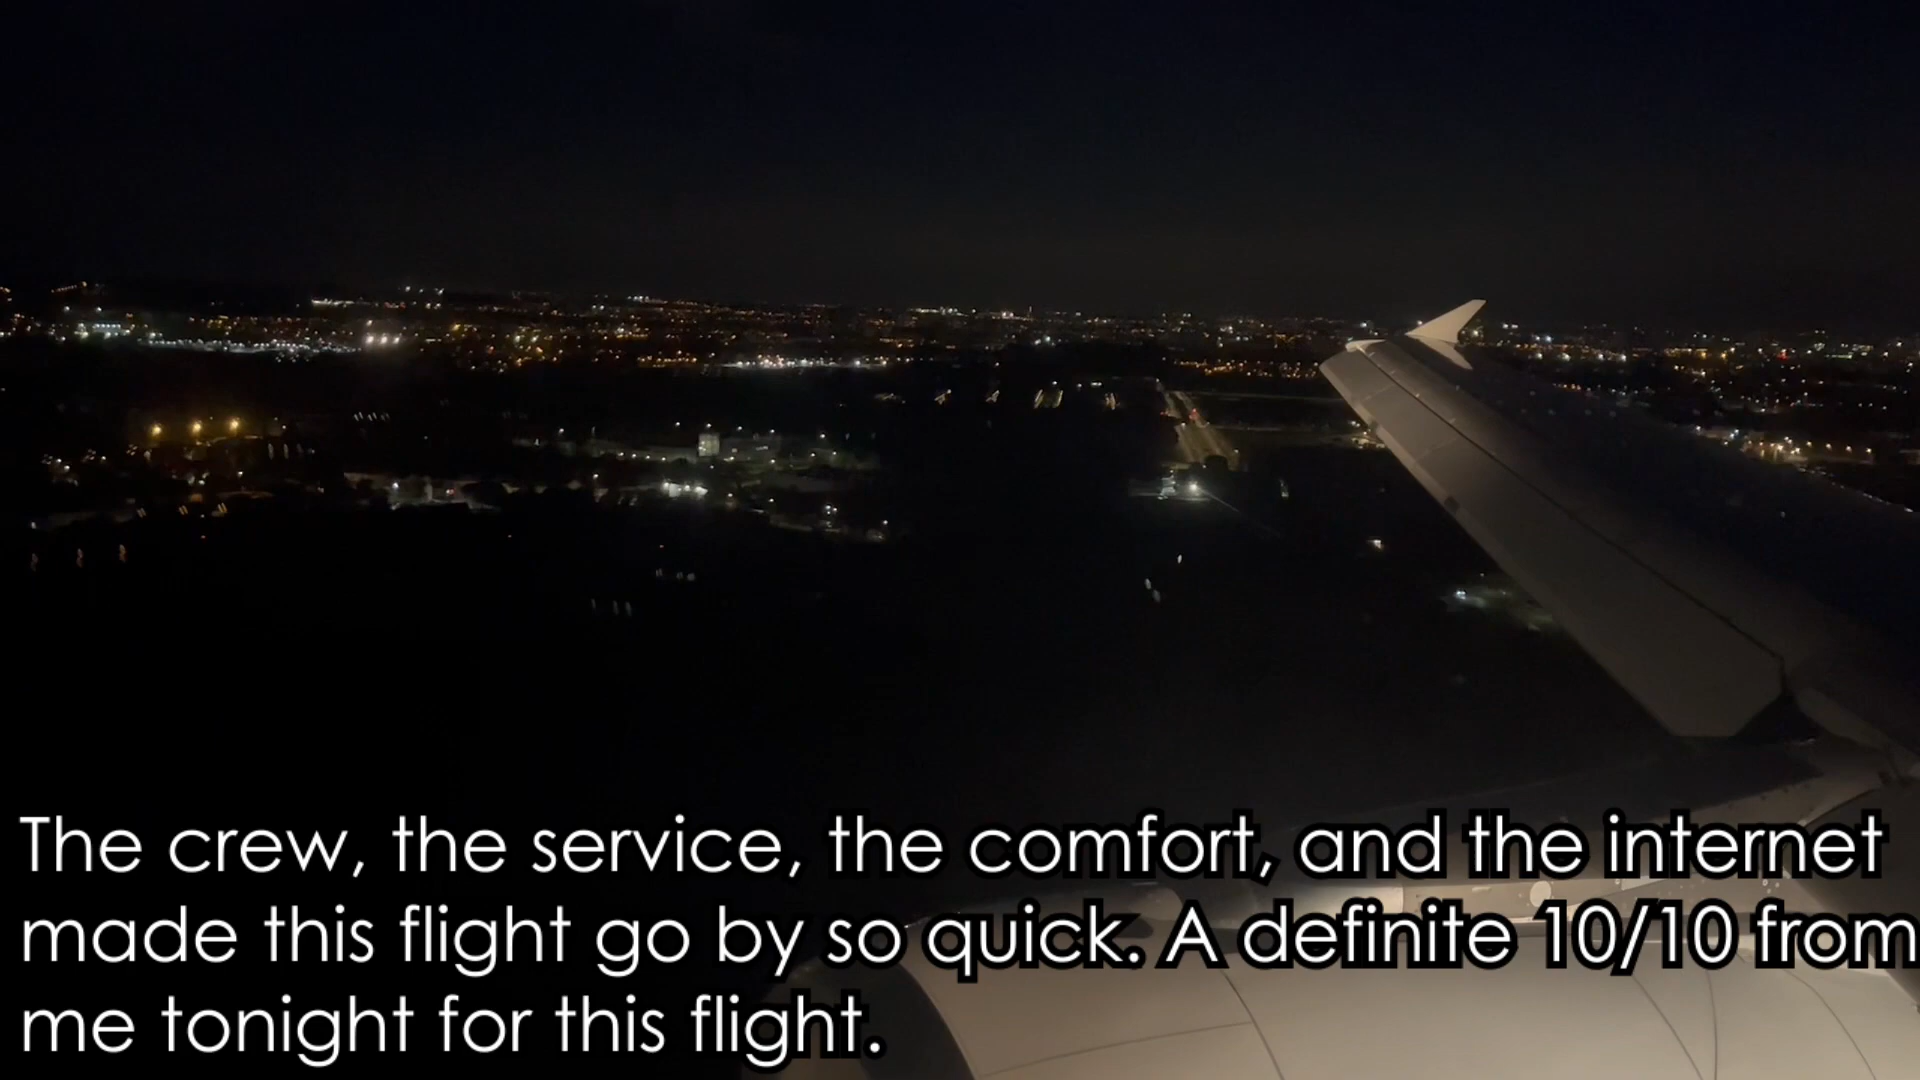 The crew, the service, the comfort, and the internet
made this flight go by so quick. A definite 10/10 from
me tonight for this flight.